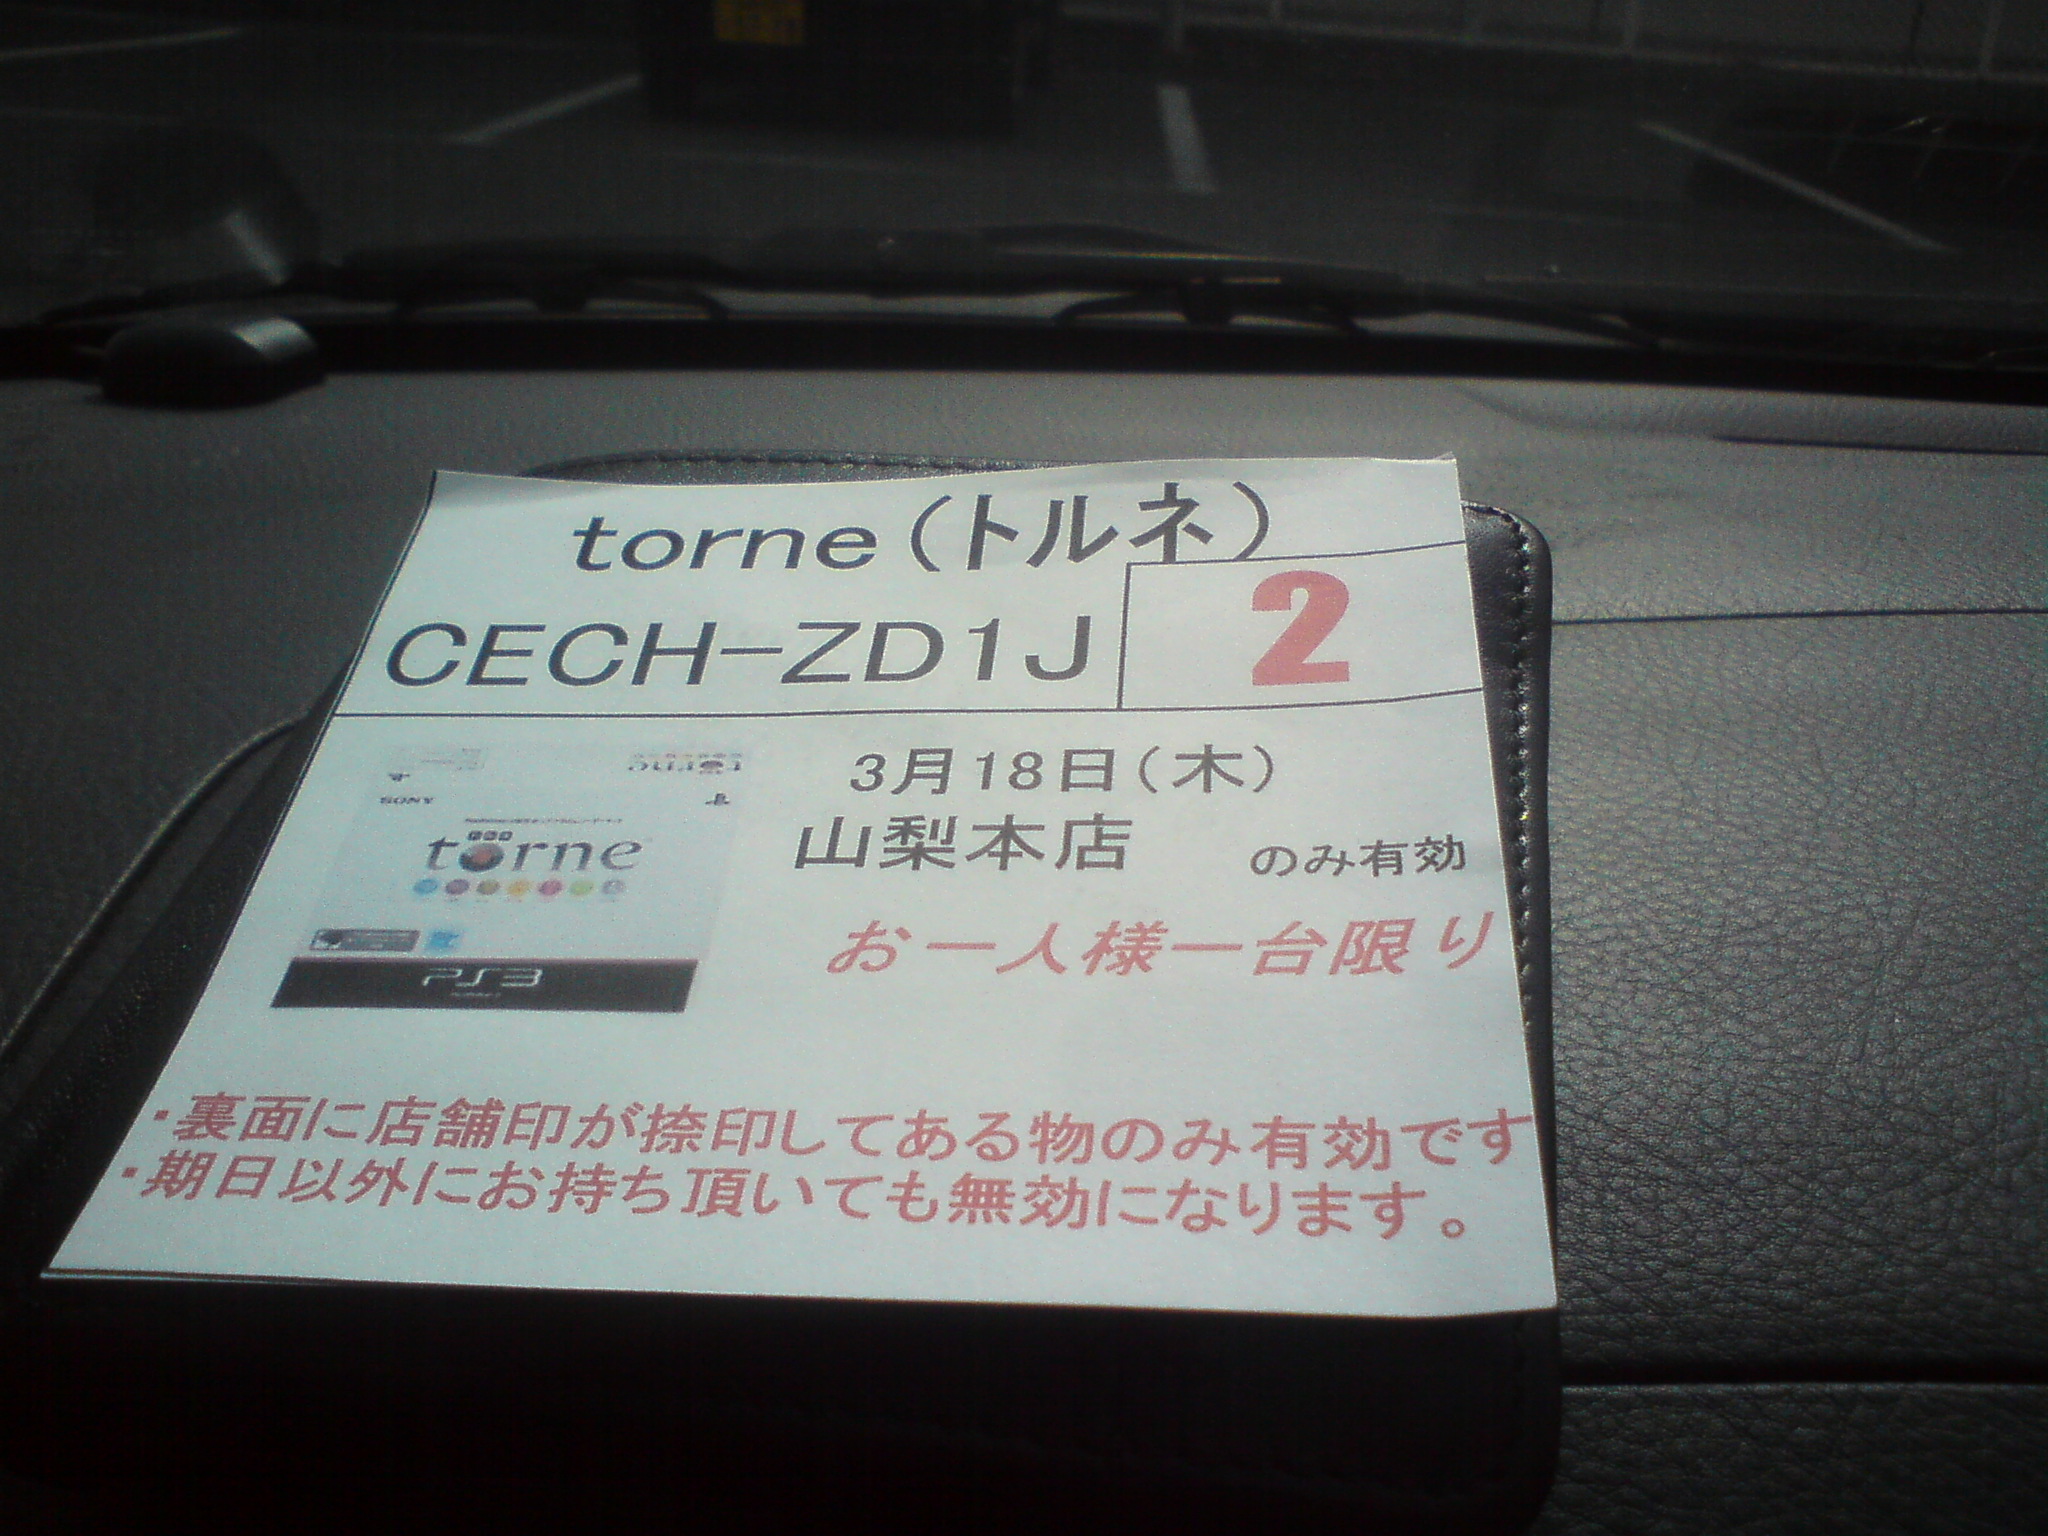 torne（トルネ）
CECH-ZD1J
2
3月18日（木）
山梨本店 のみ有効
お一人様一台限り
SONY
torne
PS3
・裏面に店舗印が捺印してある物のみ有効です
・期日以外にお持ち頂いても無効になります。